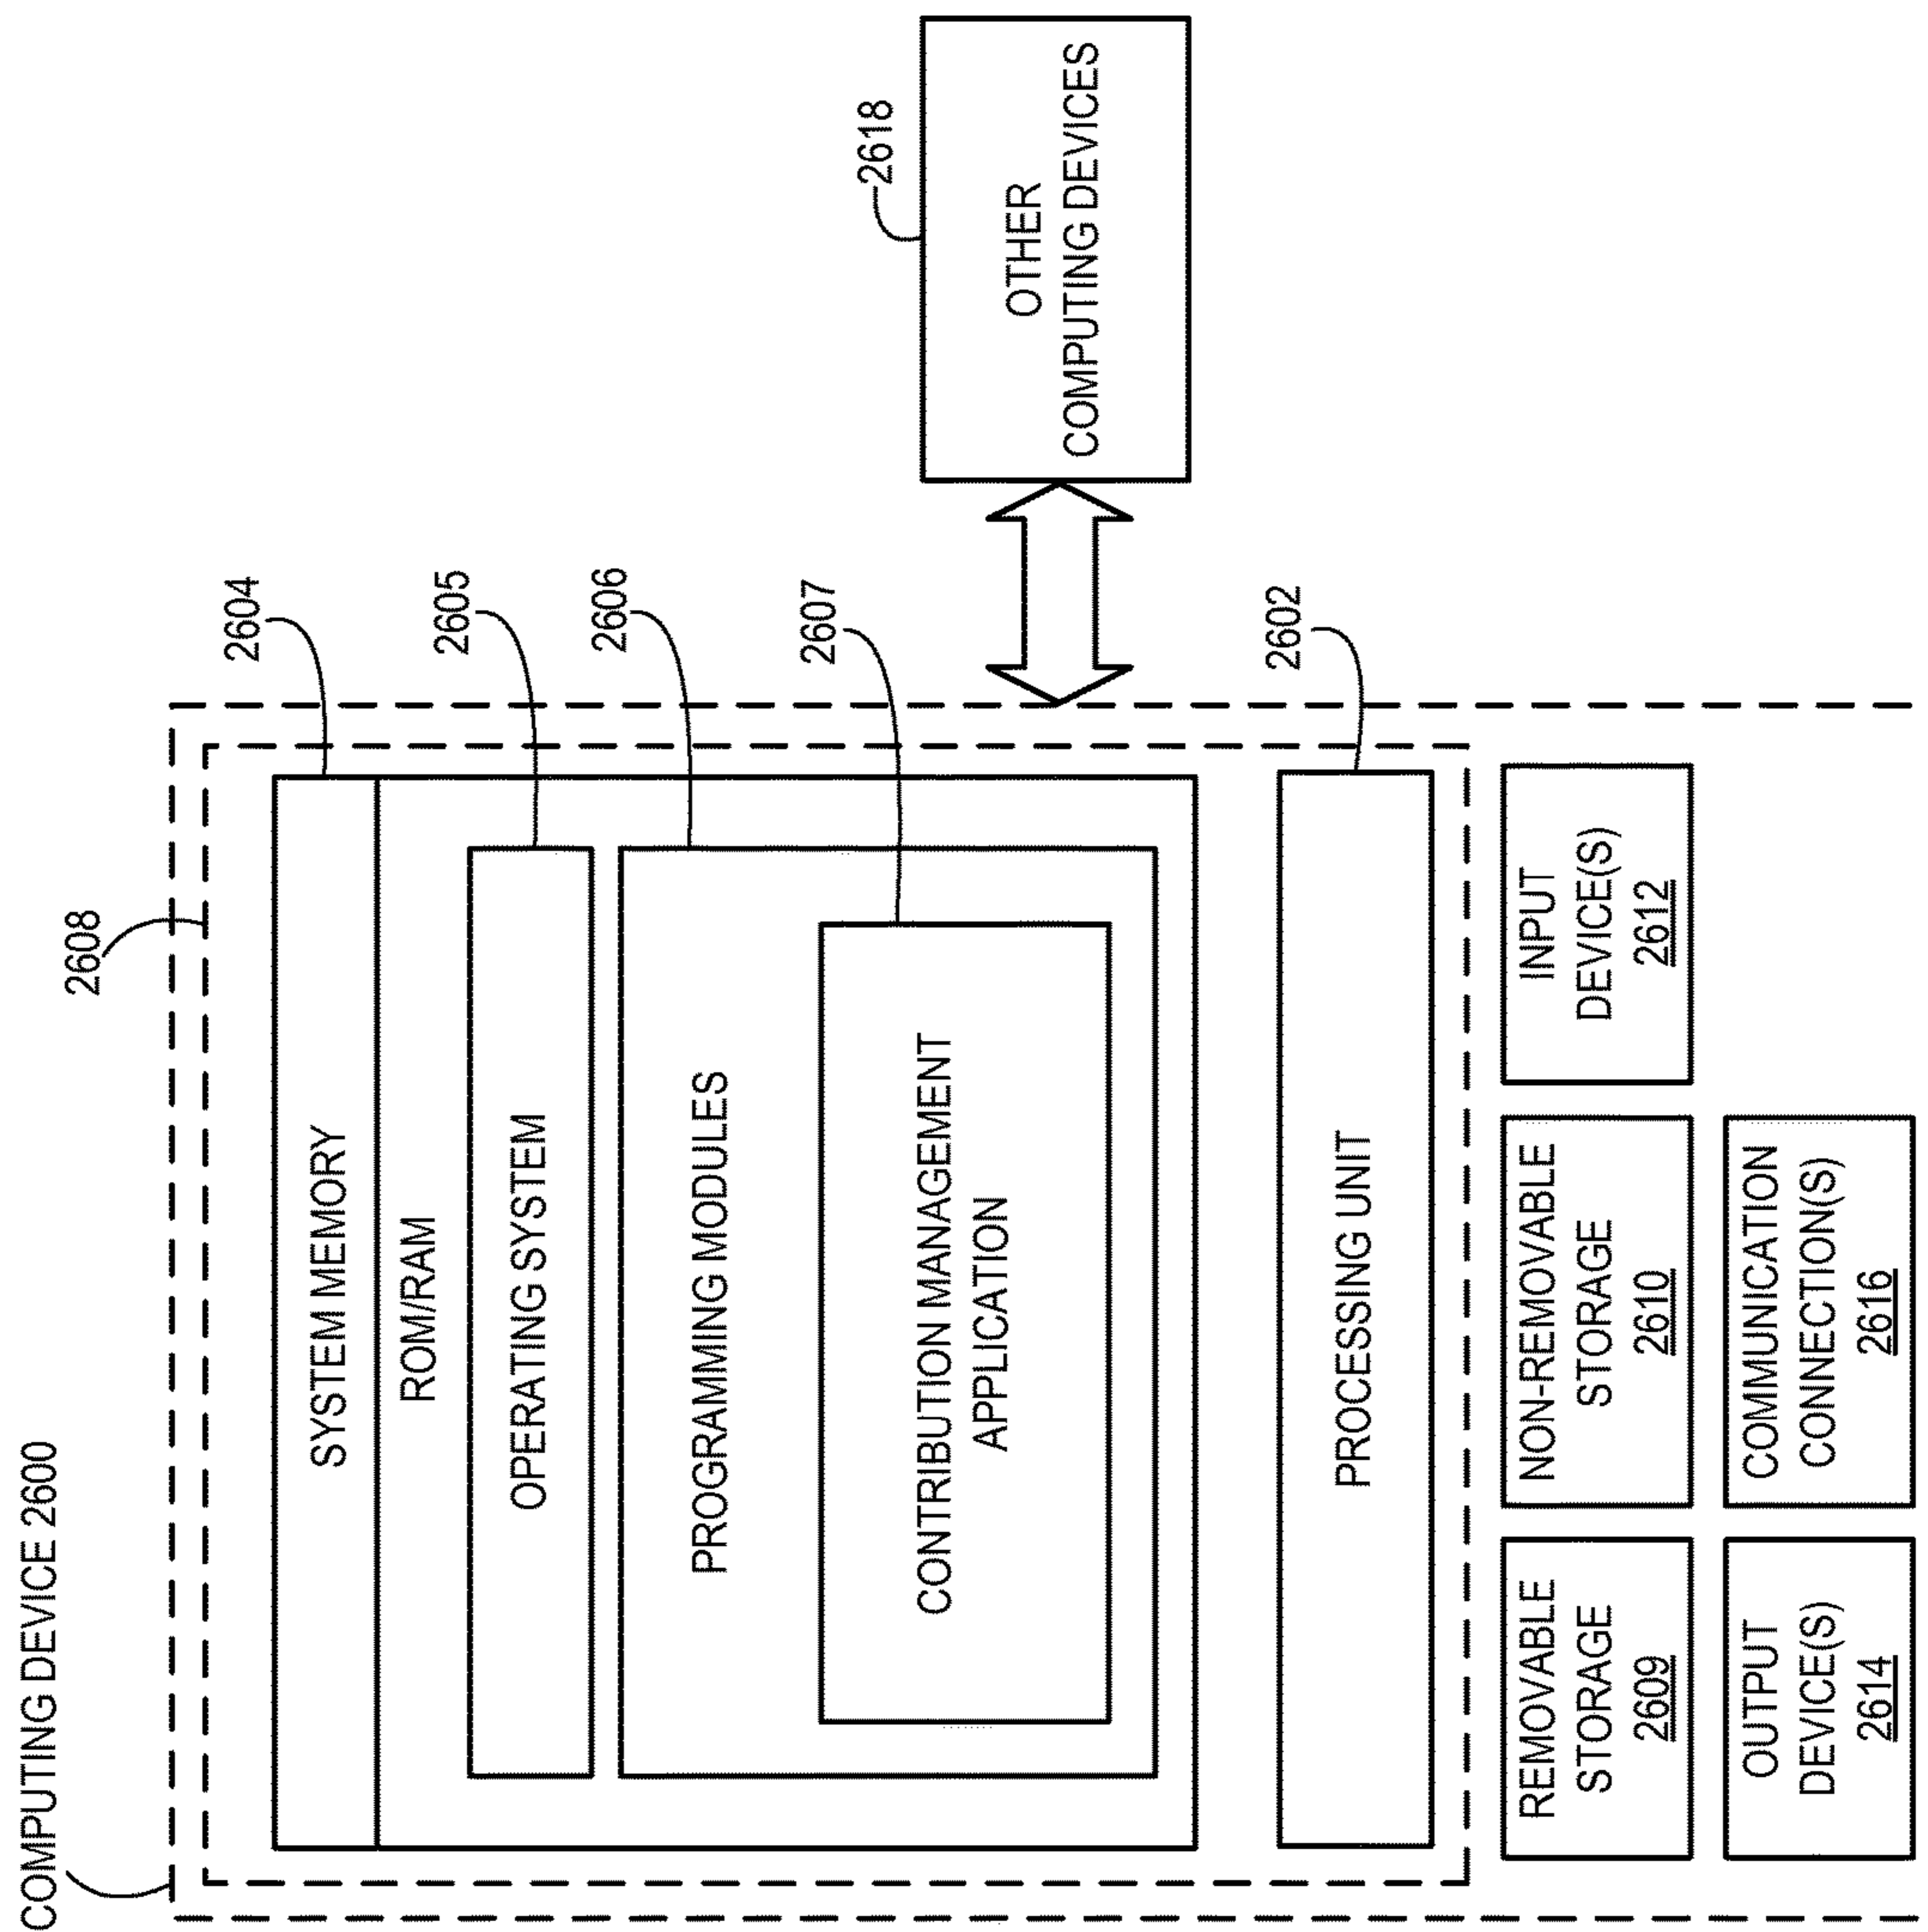 COMPUTING DEVICE 2600
2608
2604
SYSTEM MEMORY
ROM/RAM
2605
OPERATING SYSTEM
2606
PROGRAMMING MODULES
2607
CONTRIBUTION MANAGEMENT
APPLICATION
2602
PROCESSING UNIT
REMOVABLE
STORAGE
2609
NON-REMOVABLE
STORAGE
2610
INPUT
DEVICE(S)
2612
OUTPUT
DEVICE(S)
2614
COMMUNICATION
CONNECTION(S)
2616
2618
OTHER
COMPUTING DEVICES